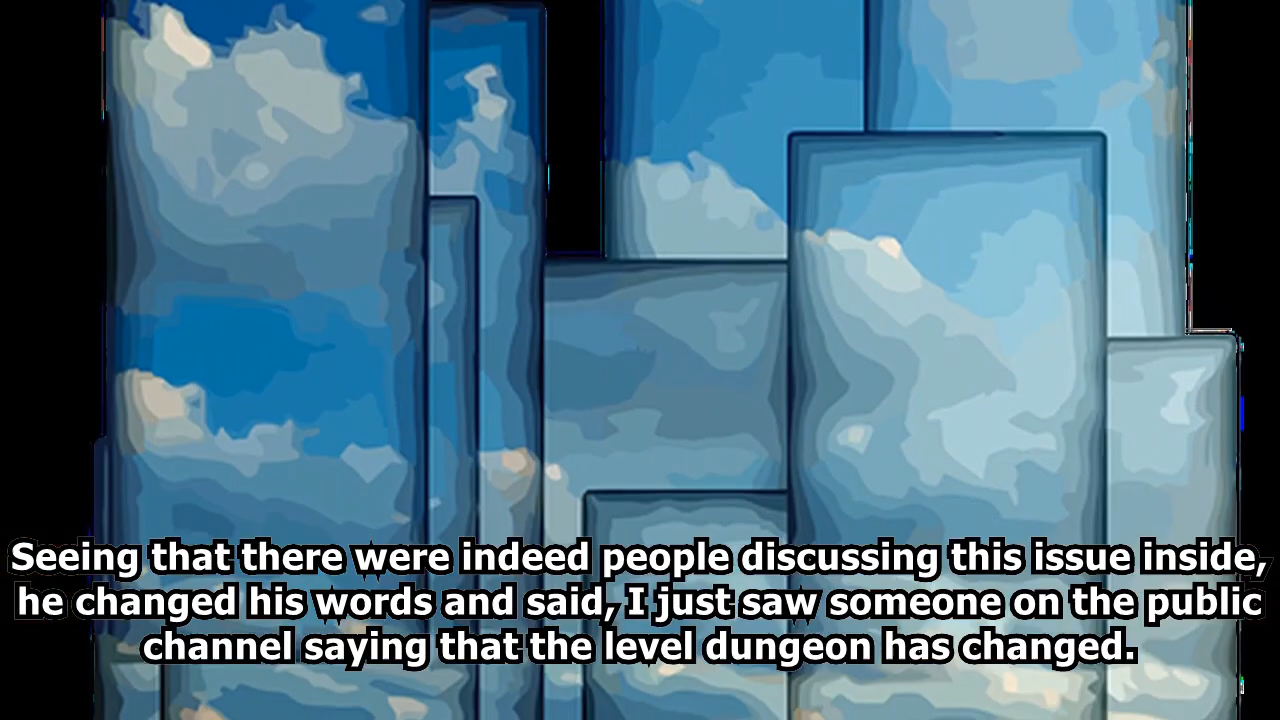 Seeing that there were indeed people discussing this issue inside,
he changed his words and said, I just saw someone on the public
channel saying that the level dungeon has changed.